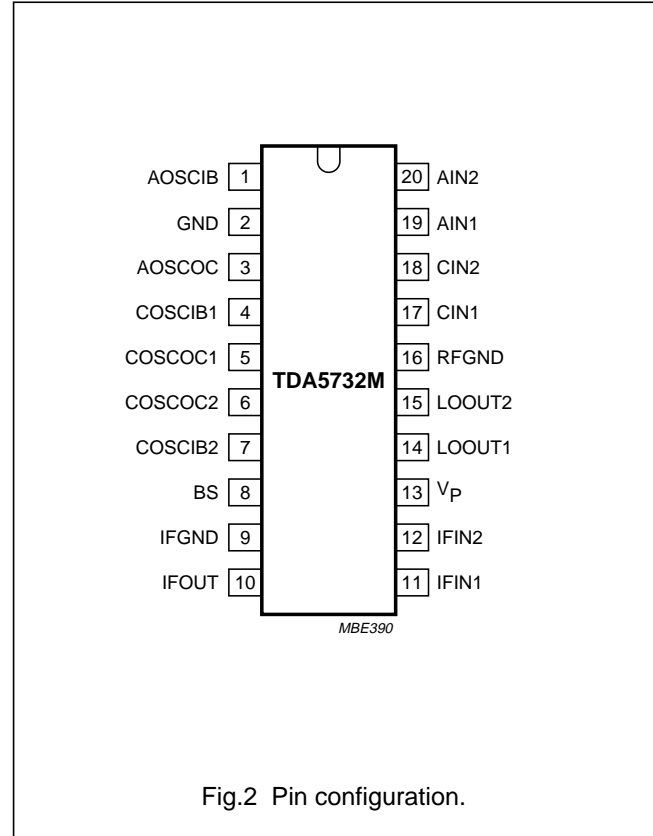 AOSCIB 1 20 AIN2
GND 2 19 AIN1
AOSCOC 3 18 CIN2
COSCIB1 4 17 CIN1
COSCOC1 5 16 RFGND
TDA5732M
COSCOC2 6 15 LOOUT2
COSCIB2 7 14 LOOUT1
BS 8 13 VP
IFGND 9 12 IFIN2
IFOUT 10 11 IFIN1
MBE390
Fig.2 Pin configuration.